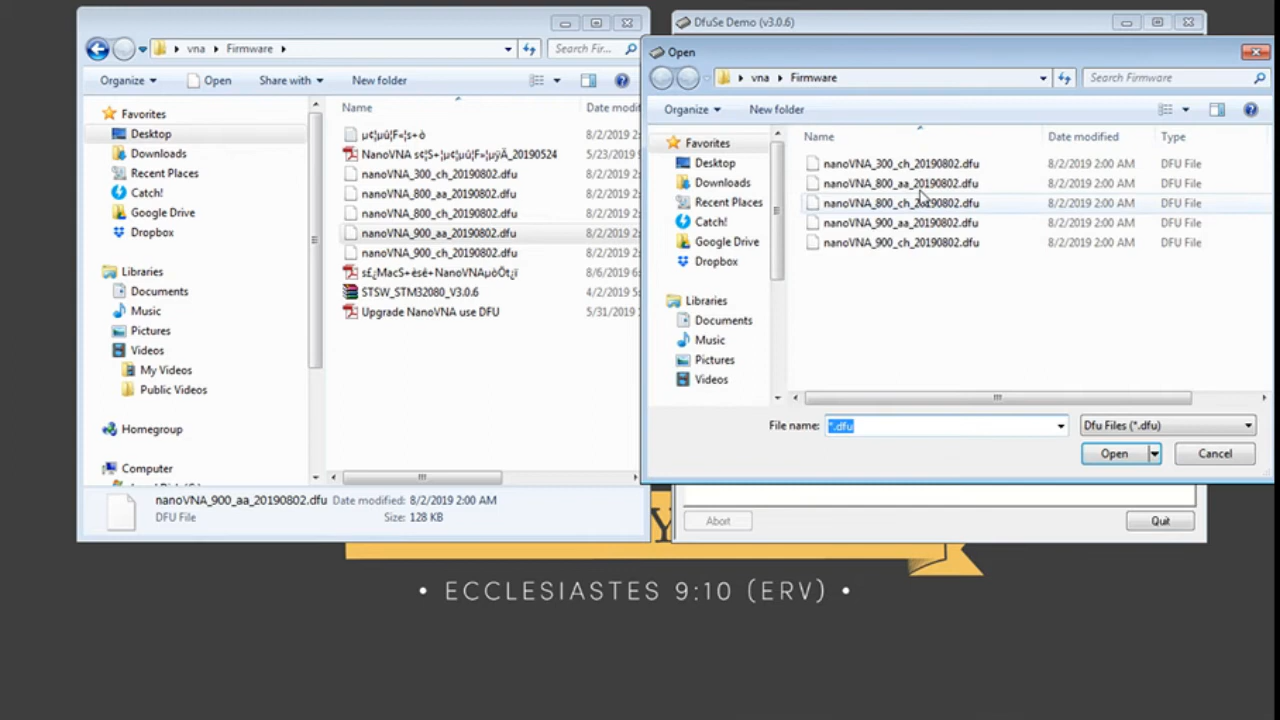 vna Firmware Search Fir...
Organize Open Share with New folder
Favorites
Desktop
Downloads
Recent Places
Catch!
Google Drive
Dropbox
Libraries
Documents
Music
Pictures
Videos
My Videos
Public Videos
Homegroup
Computer
Name Date modif
NanoVNA
nanoVNA_300_ch_20190802.dfu 8/2/2019 2:
nanoVNA_800_aa_20190802.dfu 8/2/2019 2:
nanoVNA_800_ch_20190802.dfu 8/2/2019 2:
nanoVNA_900_aa_20190802.dfu 8/2/2019 2:
nanoVNA_900_ch_20190802.dfu 8/2/2019 2:
STSW_STM32080_V3.0.6 4/2/2019 5:
Upgrade NanoVNA use DFU 5/31/2019
nanoVNA_900_aa_20190802.dfu Date modified: 8/2/2019 2:00 AM
DFU File Size: 128 KB
DfuSe Demo (v3.0.6)
Open
vna Firmware Search Firmware
Organize New folder
Favorites
Desktop
Downloads
Recent Places
Catch!
Google Drive
Dropbox
Libraries
Documents
Music
Pictures
Videos
Name Date modified Type
nanoVNA_300_ch_20190802.dfu 8/2/2019 2:00 AM DFU File
nanoVNA_800_aa_20190802.dfu 8/2/2019 2:00 AM DFU File
nanoVNA_800_ch_20190802.dfu 8/2/2019 2:00 AM DFU File
nanoVNA_900_aa_20190802.dfu 8/2/2019 2:00 AM DFU File
nanoVNA_900_ch_20190802.dfu 8/2/2019 2:00 AM DFU File
File name: *.dfu Dfu Files (*.dfu)
Open Cancel
Abort Quit
Y
• ECCLESIASTES 9:10 (ERV) •